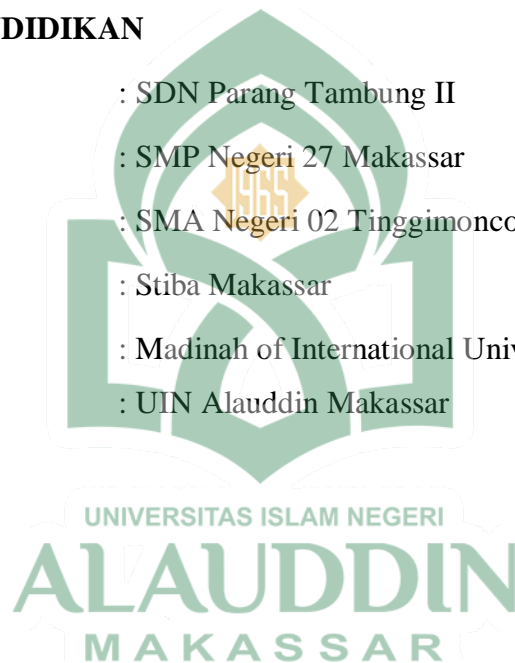 DIDIKAN
: SDN Parang Tambung II
: SMP Negeri 27 Makassar
: SMA Negeri 02 Tinggimonco
: Stiba Makassar
: Madinah of International Univ
: UIN Alauddin Makassar
1965
UNIVERSITAS ISLAM NEGERI
ALAUDDIN
MAKASSAR